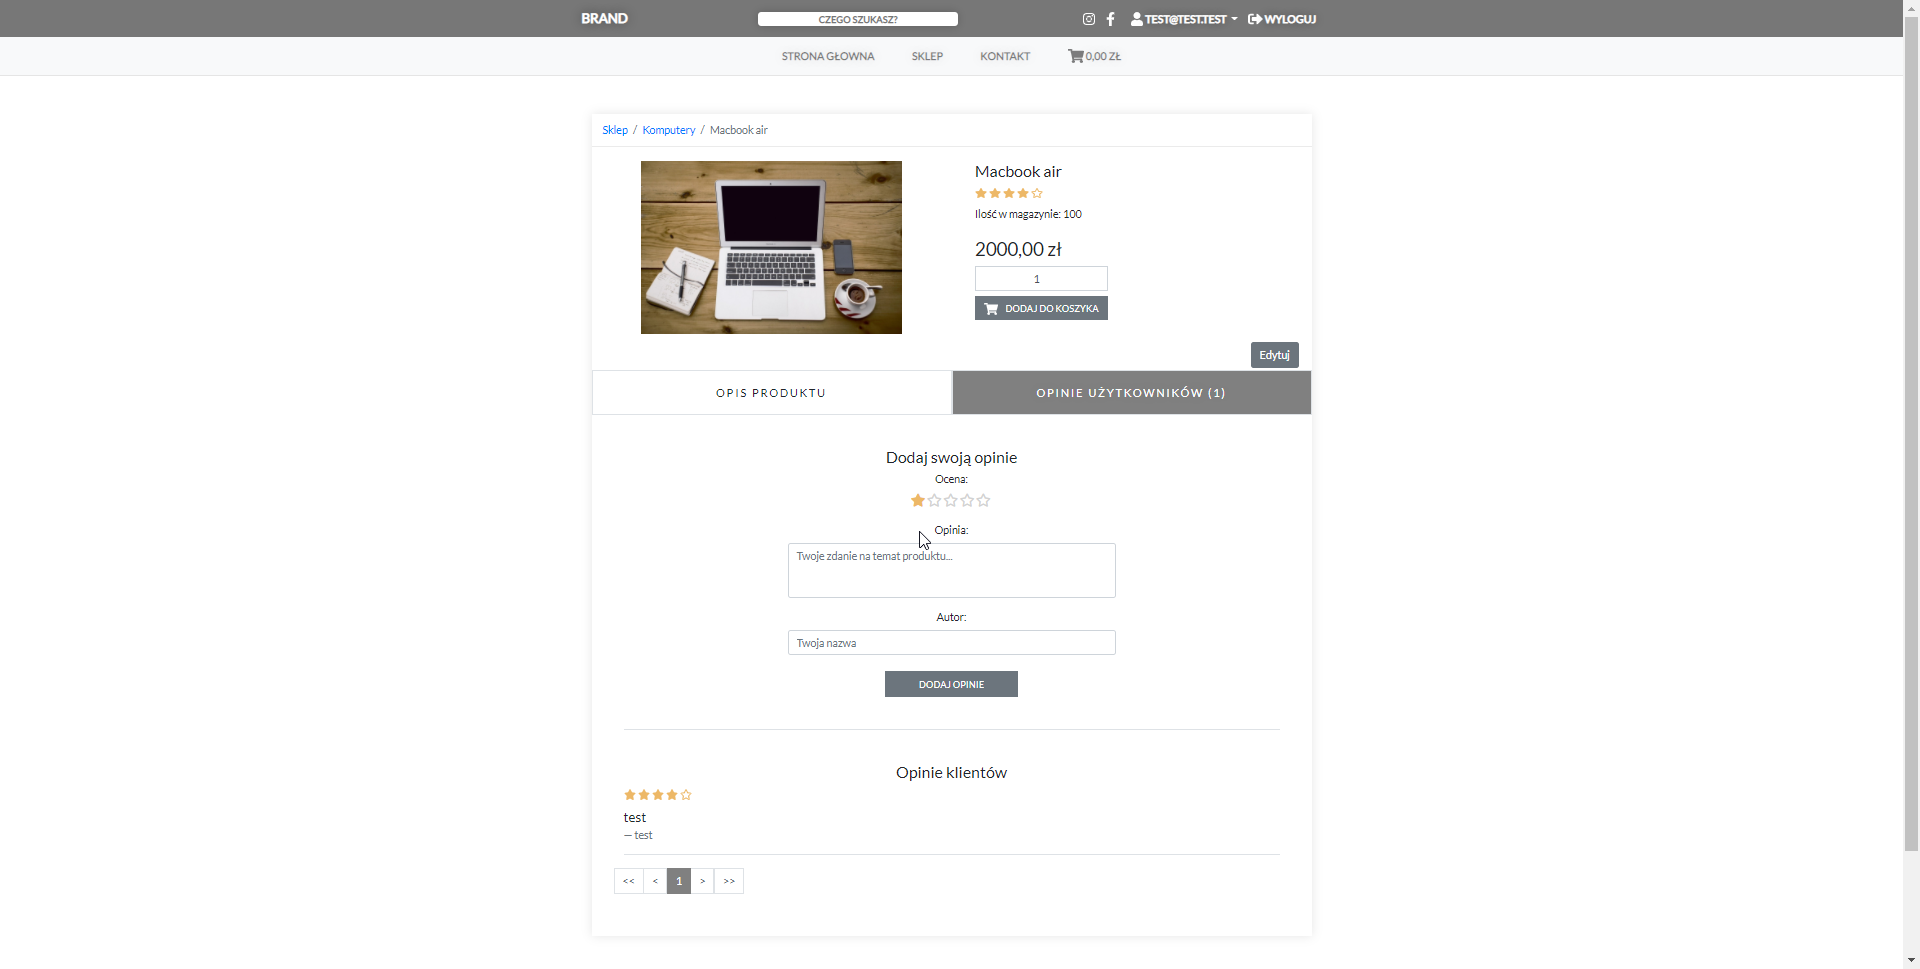 BRAND
CZEGO SZUKASZ?
TEST@TEST.TEST
WYLOGUJ
STRONA GŁOWNA
SKLEP
KONTAKT
0,00 ZŁ
Sklep / Komputery / Macbook air
Macbook air
Ilość w magazynie: 100
2000,00 zł
1
DODAJ DO KOSZYKA
Edytuj
OPIS PRODUKTU
OPINIE UŻYTKOWNIKÓW (1)
Dodaj swoją opinie
Ocena:
Opinia:
Twoje zdanie na temat produktu...
Autor:
Twoja nazwa
DODAJ OPINIE
Opinie klientów
test
— test
<< < 1 > >>